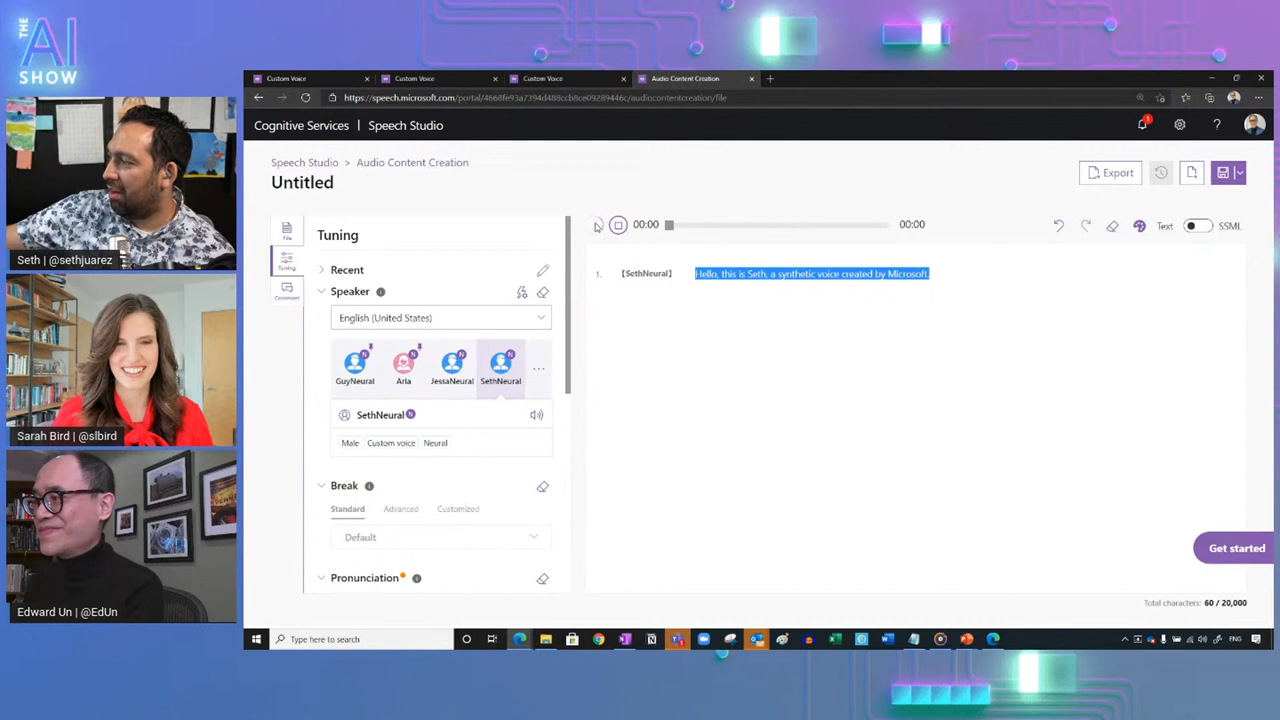 THE
AI
SHOW
Seth | @sethjuarez
Sarah Bird | @slbird
Edward Un | @EdUn
Custom Voice
Custom Voice
Custom Voice
Audio Content Creation
Cognitive Services | Speech Studio
Speech Studio > Audio Content Creation
Untitled
Export
File
Tuning
Comment
Tuning
Recent
Speaker
English (United States)
GuyNeural
Aria
JessaNeural
SethNeural
SethNeural N
Male
Custom voice
Neural
Break
Standard
Advanced
Customized
Default
Pronunciation
00:00
00:00
Text
SSML
1. 【SethNeural】 Hello, this is Seth, a synthetic voice created by Microsoft.
Get started
Total characters: 60 / 20,000
Type here to search
ENG